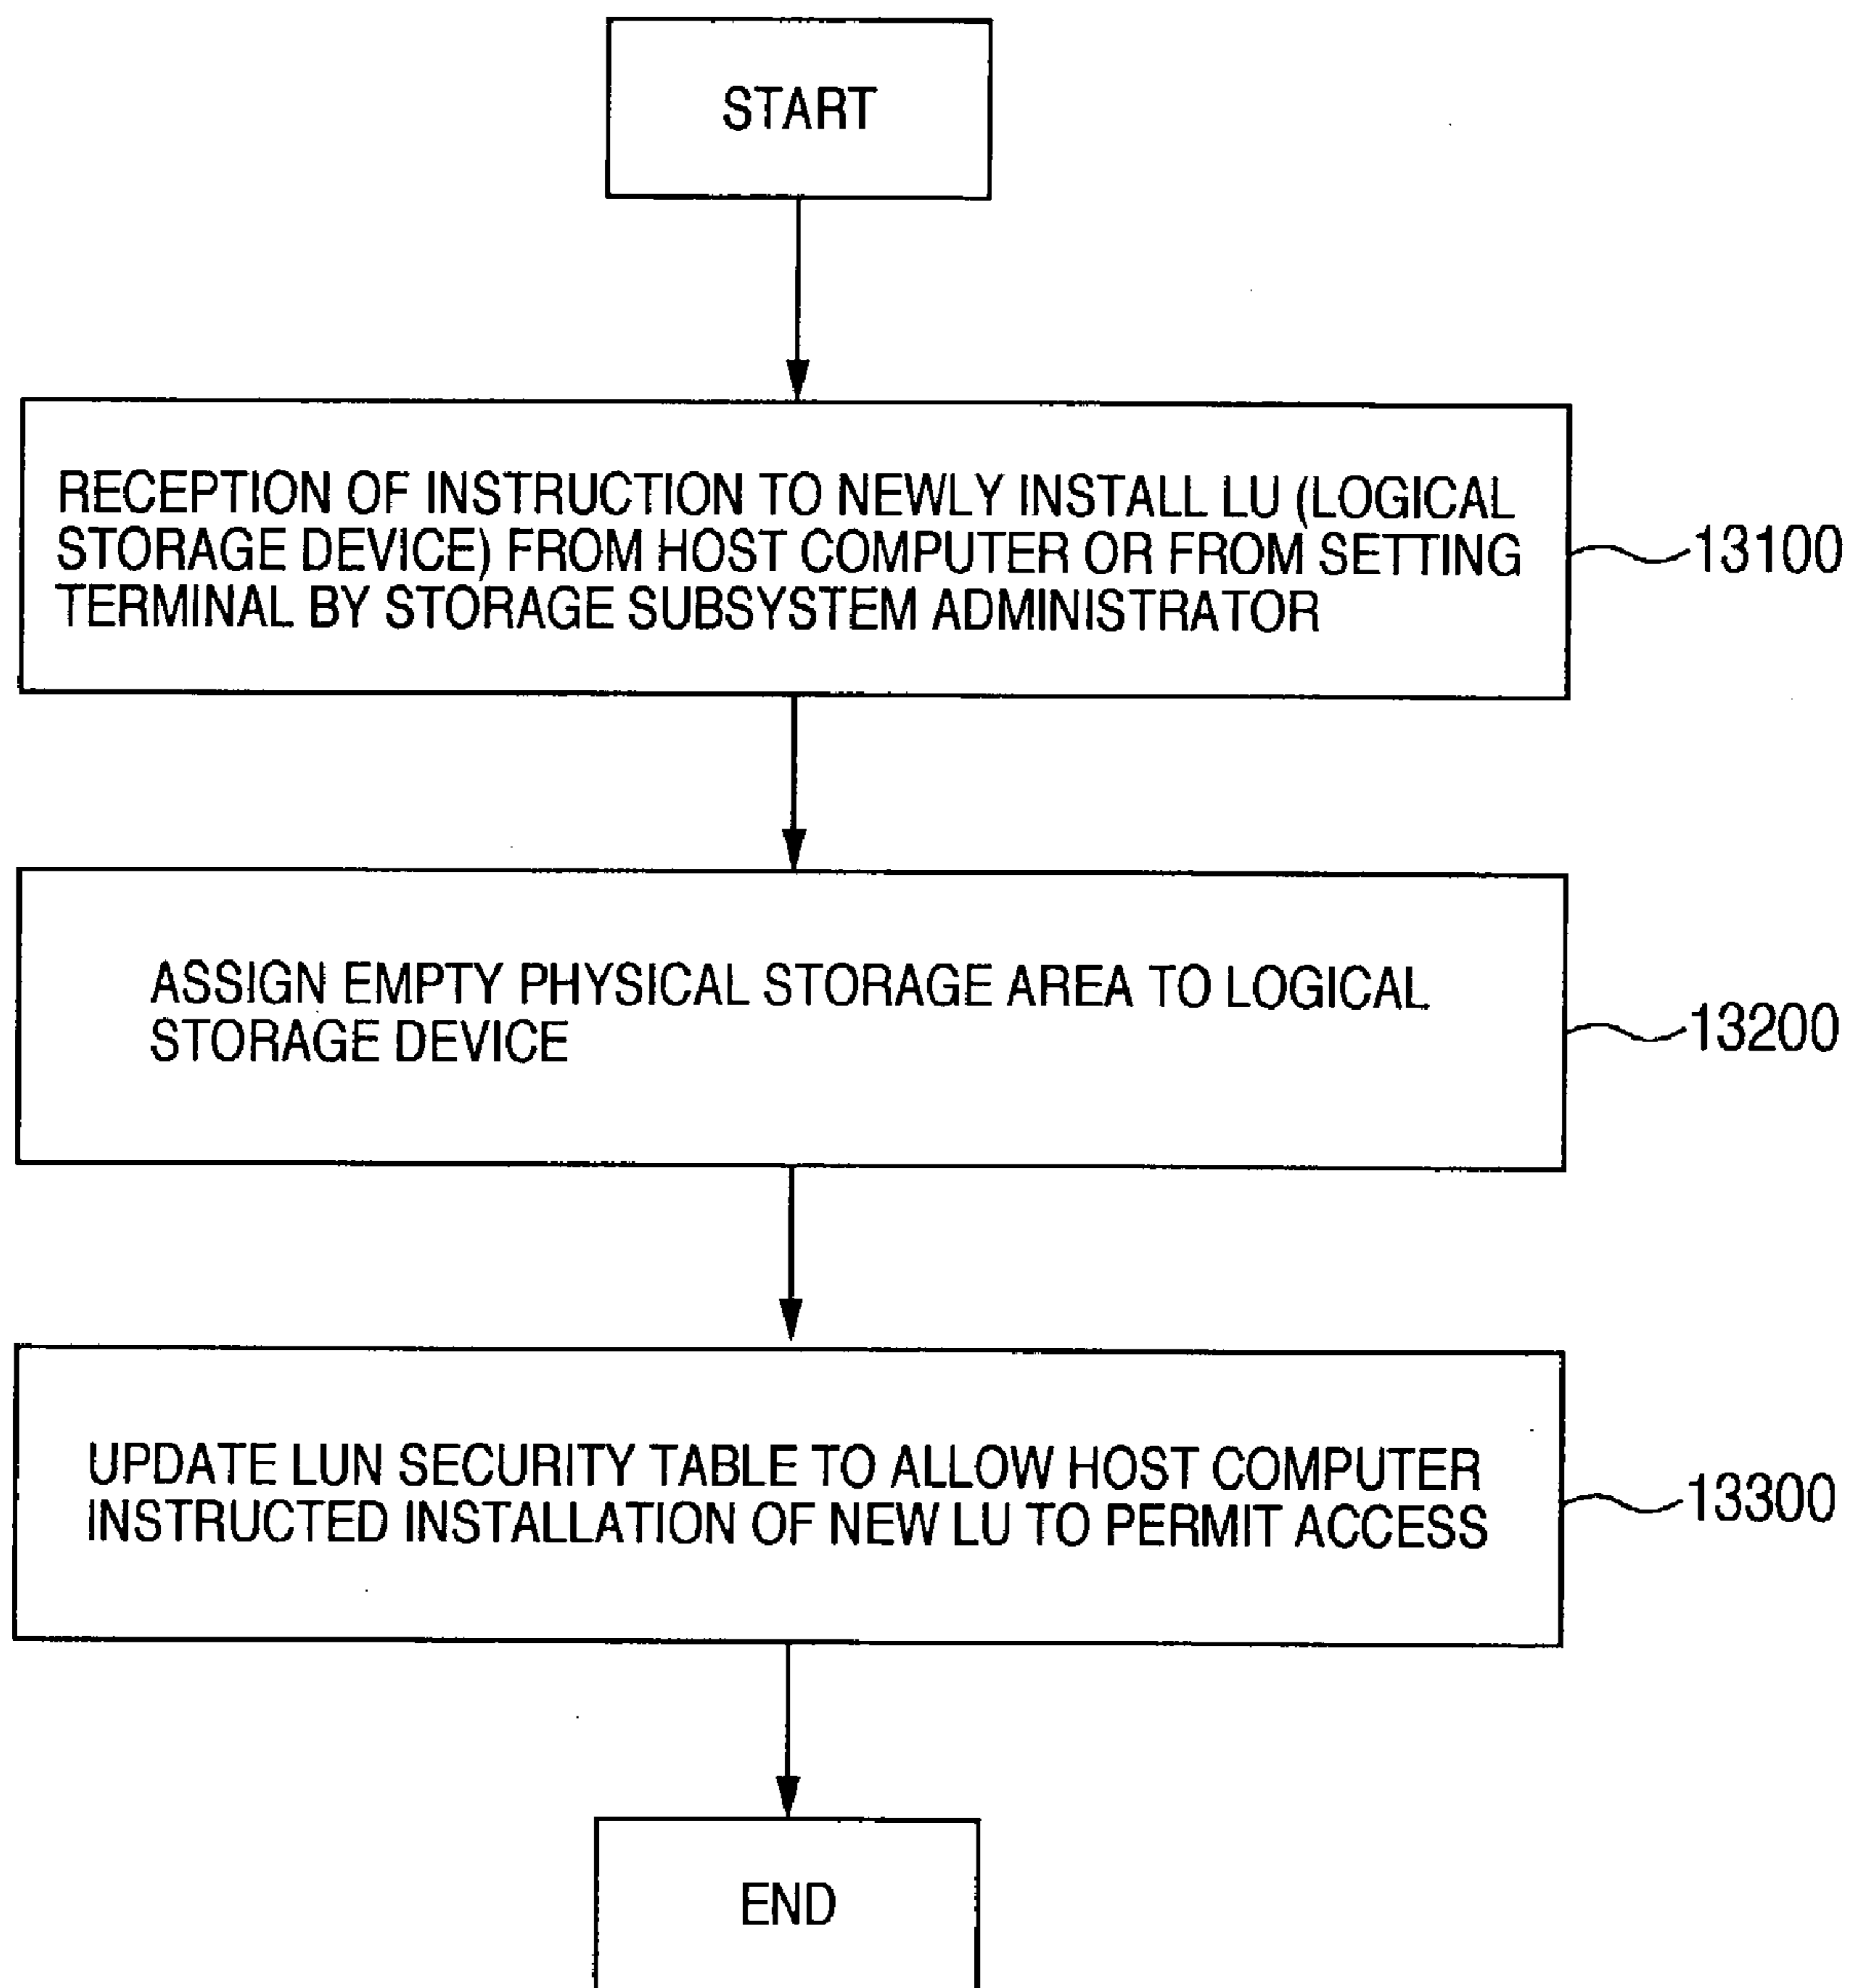 START
RECEPTION OF INSTRUCTION TO NEWLY INSTALL LU (LOGICAL
STORAGE DEVICE) FROM HOST COMPUTER OR FROM SETTING
TERMINAL BY STORAGE SUBSYSTEM ADMINISTRATOR
13100
ASSIGN EMPTY PHYSICAL STORAGE AREA TO LOGICAL
STORAGE DEVICE
13200
UPDATE LUN SECURITY TABLE TO ALLOW HOST COMPUTER
INSTRUCTED INSTALLATION OF NEW LU TO PERMIT ACCESS
13300
END